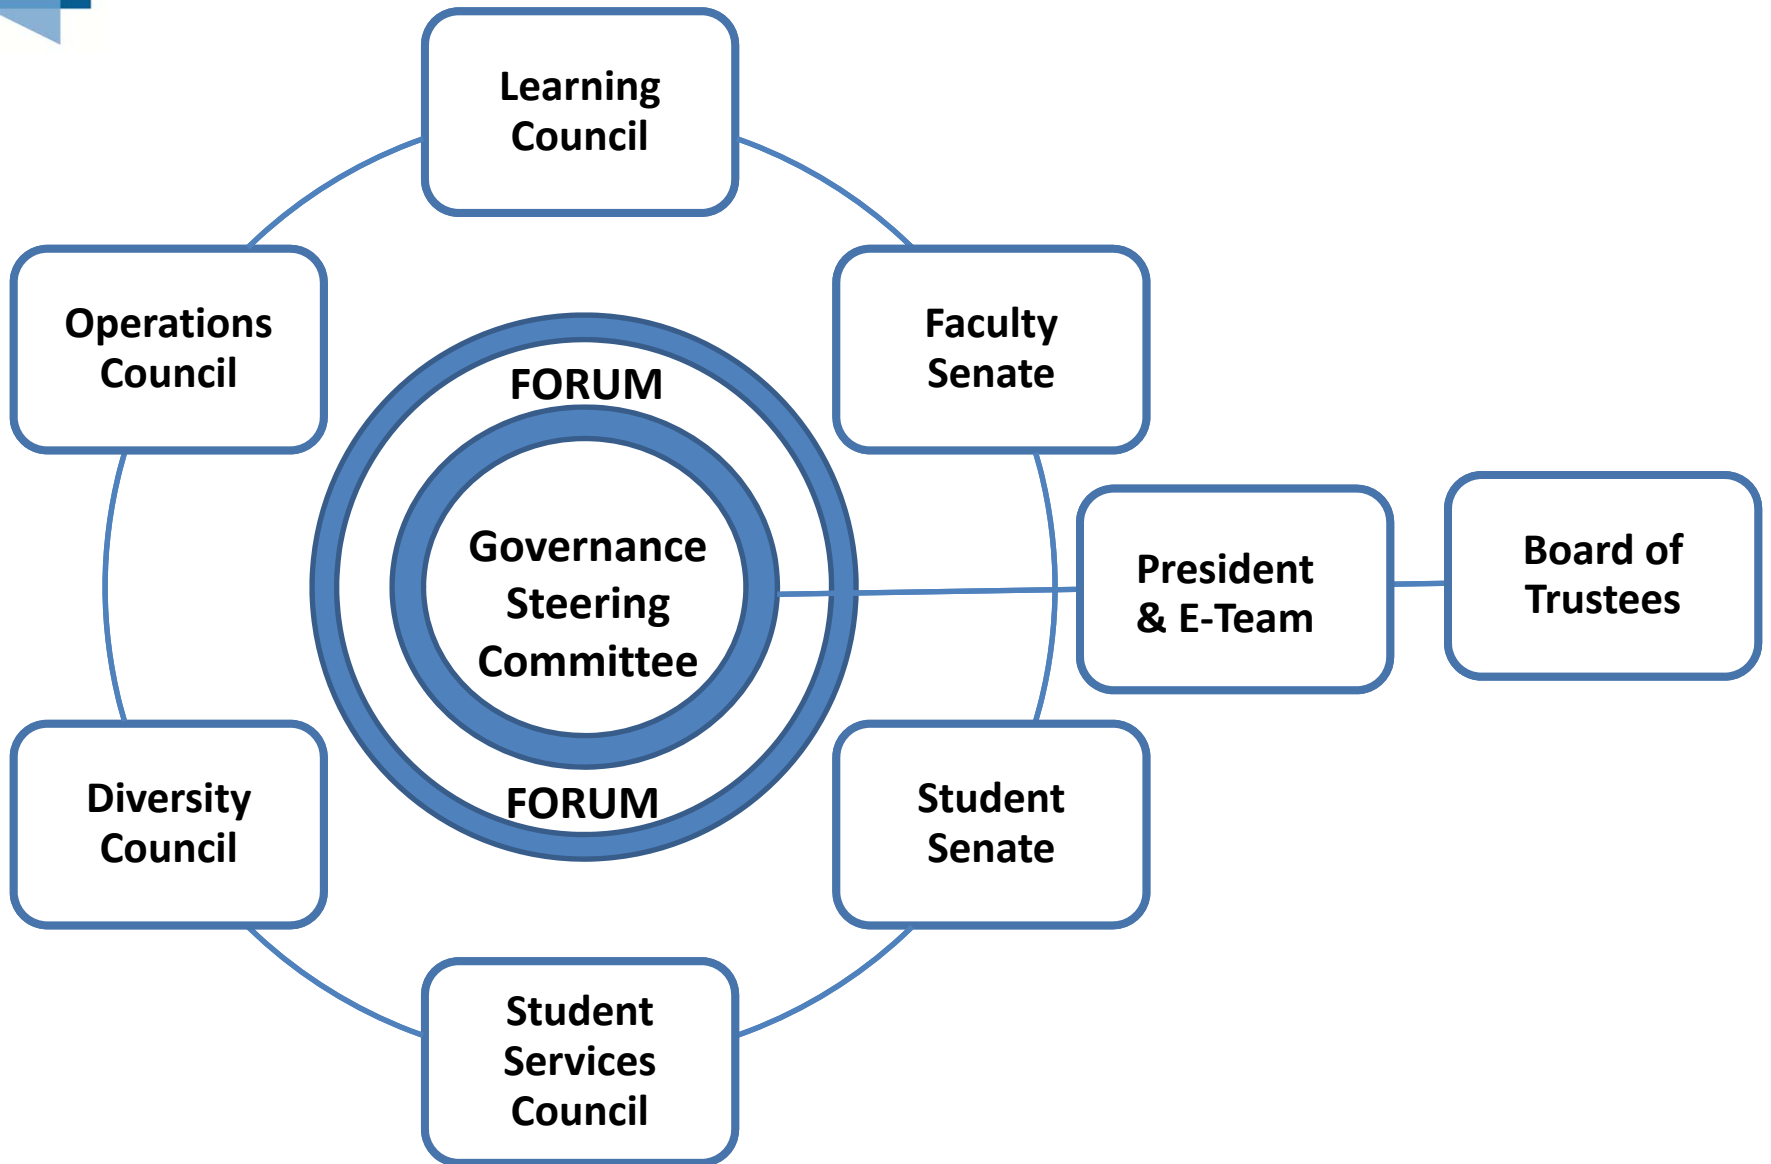 Learning
Council
Operations
Council
Faculty
Senate
FORUM
Governance
Steering
Committee
President
& E-Team
Board of
Trustees
FORUM
Diversity
Council
Student
Senate
Student
Services
Council